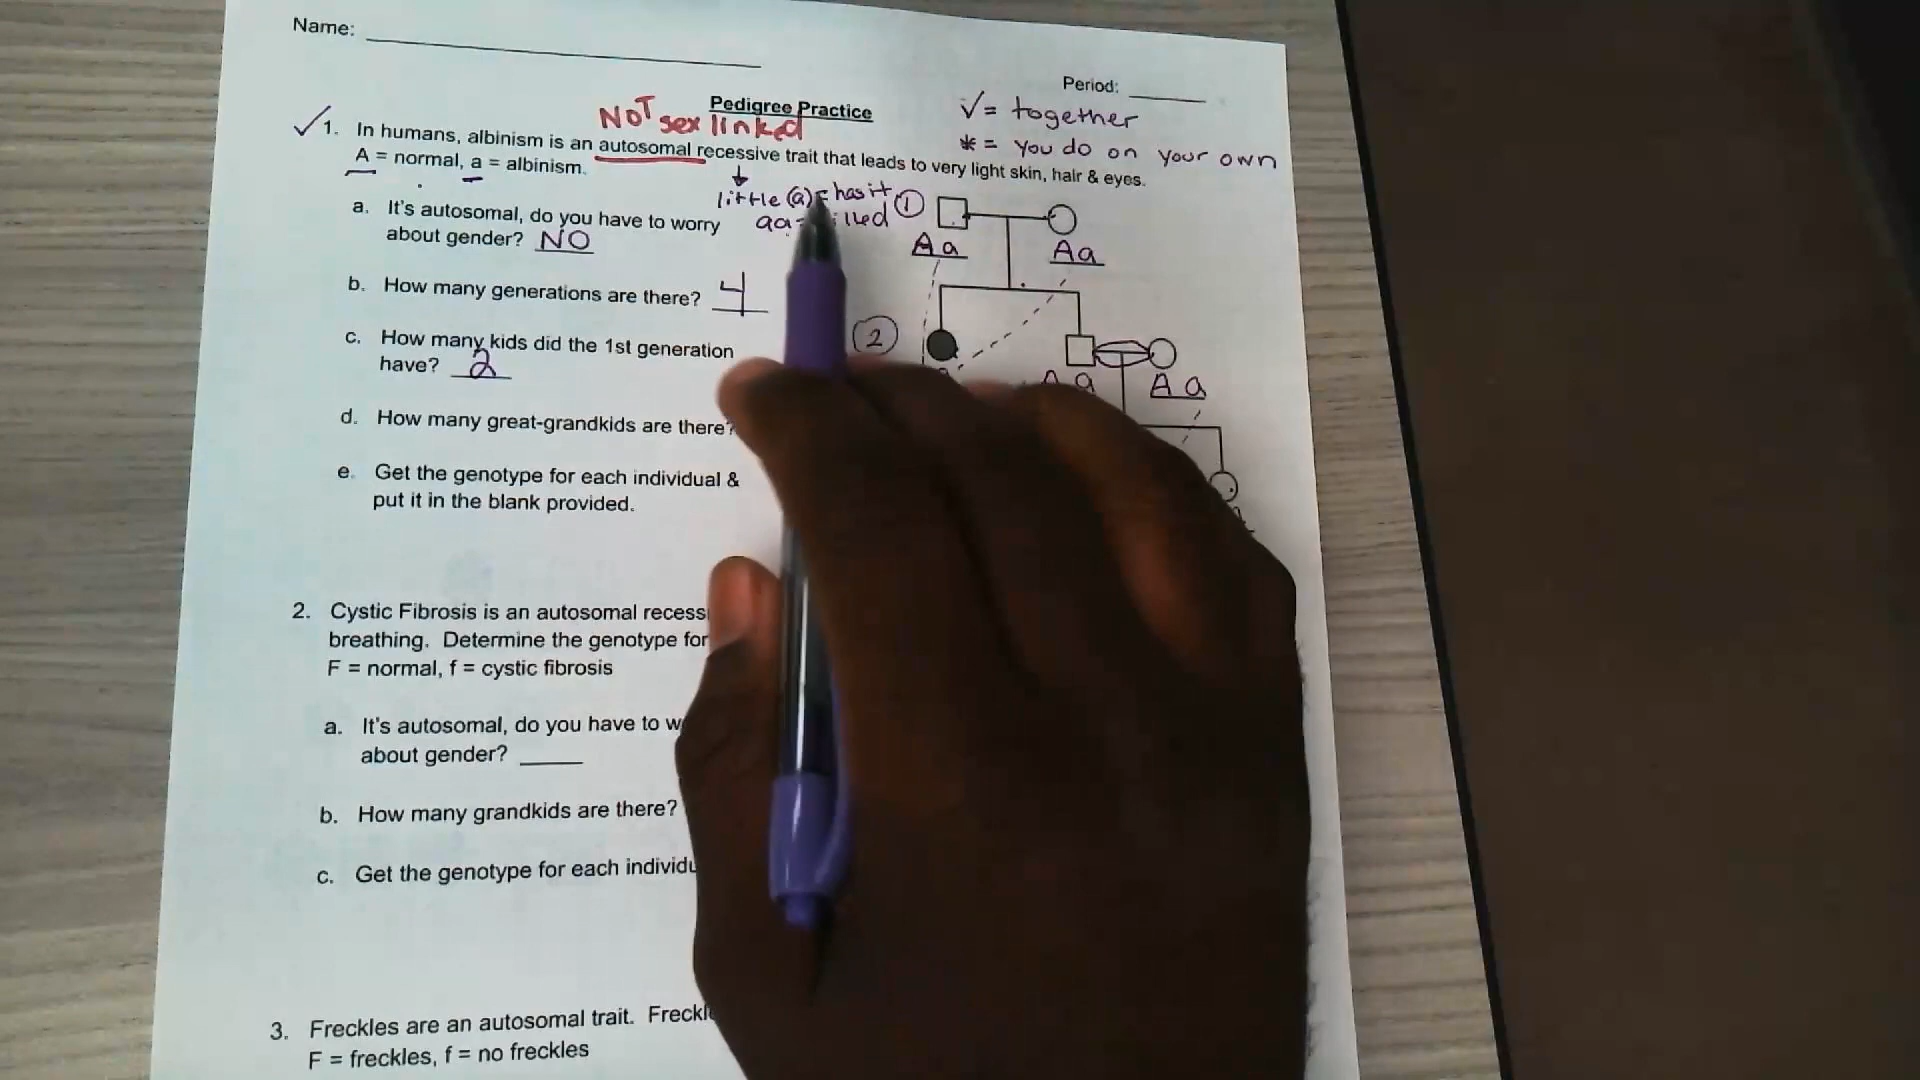 Name:
Period:
Pedigree Practice
√ = together
* = you do on your own
NOT sex linked
✓ 1. In humans, albinism is an autosomal recessive trait that leads to very light skin, hair & eyes.
A = normal, a = albinism.
little (a) = has it
aa =
a. It's autosomal, do you have to worry
about gender? NO
b. How many generations are there? 4
c. How many kids did the 1st generation
have? 2
d. How many great-grandkids are there?
e. Get the genotype for each individual &
put it in the blank provided.
1
Aa
Aa
2
Aa
Aa
2. Cystic Fibrosis is an autosomal
breathing. Determine the genotype for
F = normal, f = cystic fibrosis
a. It's autosomal, do you have to
about gender?
b. How many grandkids are there?
c. Get the genotype for each
3. Freckles are an autosomal trait.
F = freckles, f = no freckles